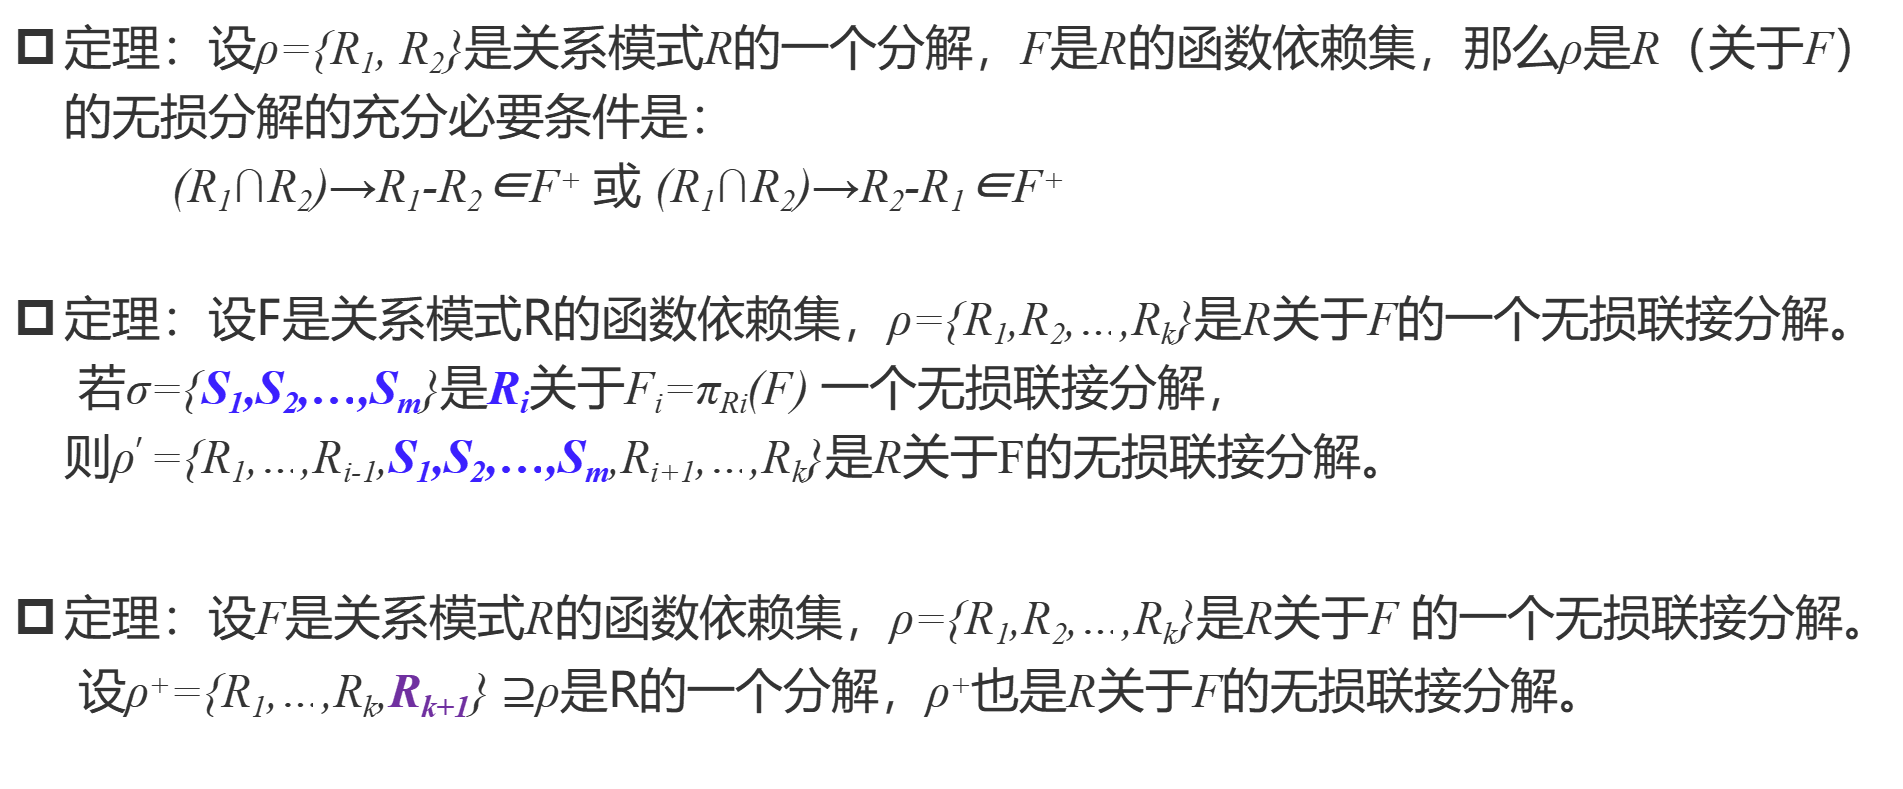 定理：设ρ={R1, R2}是关系模式R的一个分解，F是R的函数依赖集，那么ρ是R（关于F）
的无损分解的充分必要条件是：
(R1∩R2)→R1-R2∈F+ 或 (R1∩R2)→R2-R1∈F+
定理：设F是关系模式R的函数依赖集，ρ={R1,R2,…,Rk}是R关于F的一个无损联接分解。
若σ={S1,S2,…,Sm}是Ri关于Fi=πRi(F) 一个无损联接分解，
则ρ′={R1,…,Ri-1,S1,S2,…,Sm,Ri+1,…,Rk}是R关于F的无损联接分解。
定理：设F是关系模式R的函数依赖集，ρ={R1,R2,…,Rk}是R关于F 的一个无损联接分解。
设ρ+={R1,…,Rk,Rk+1} ⊇ρ是R的一个分解，ρ+也是R关于F的无损联接分解。